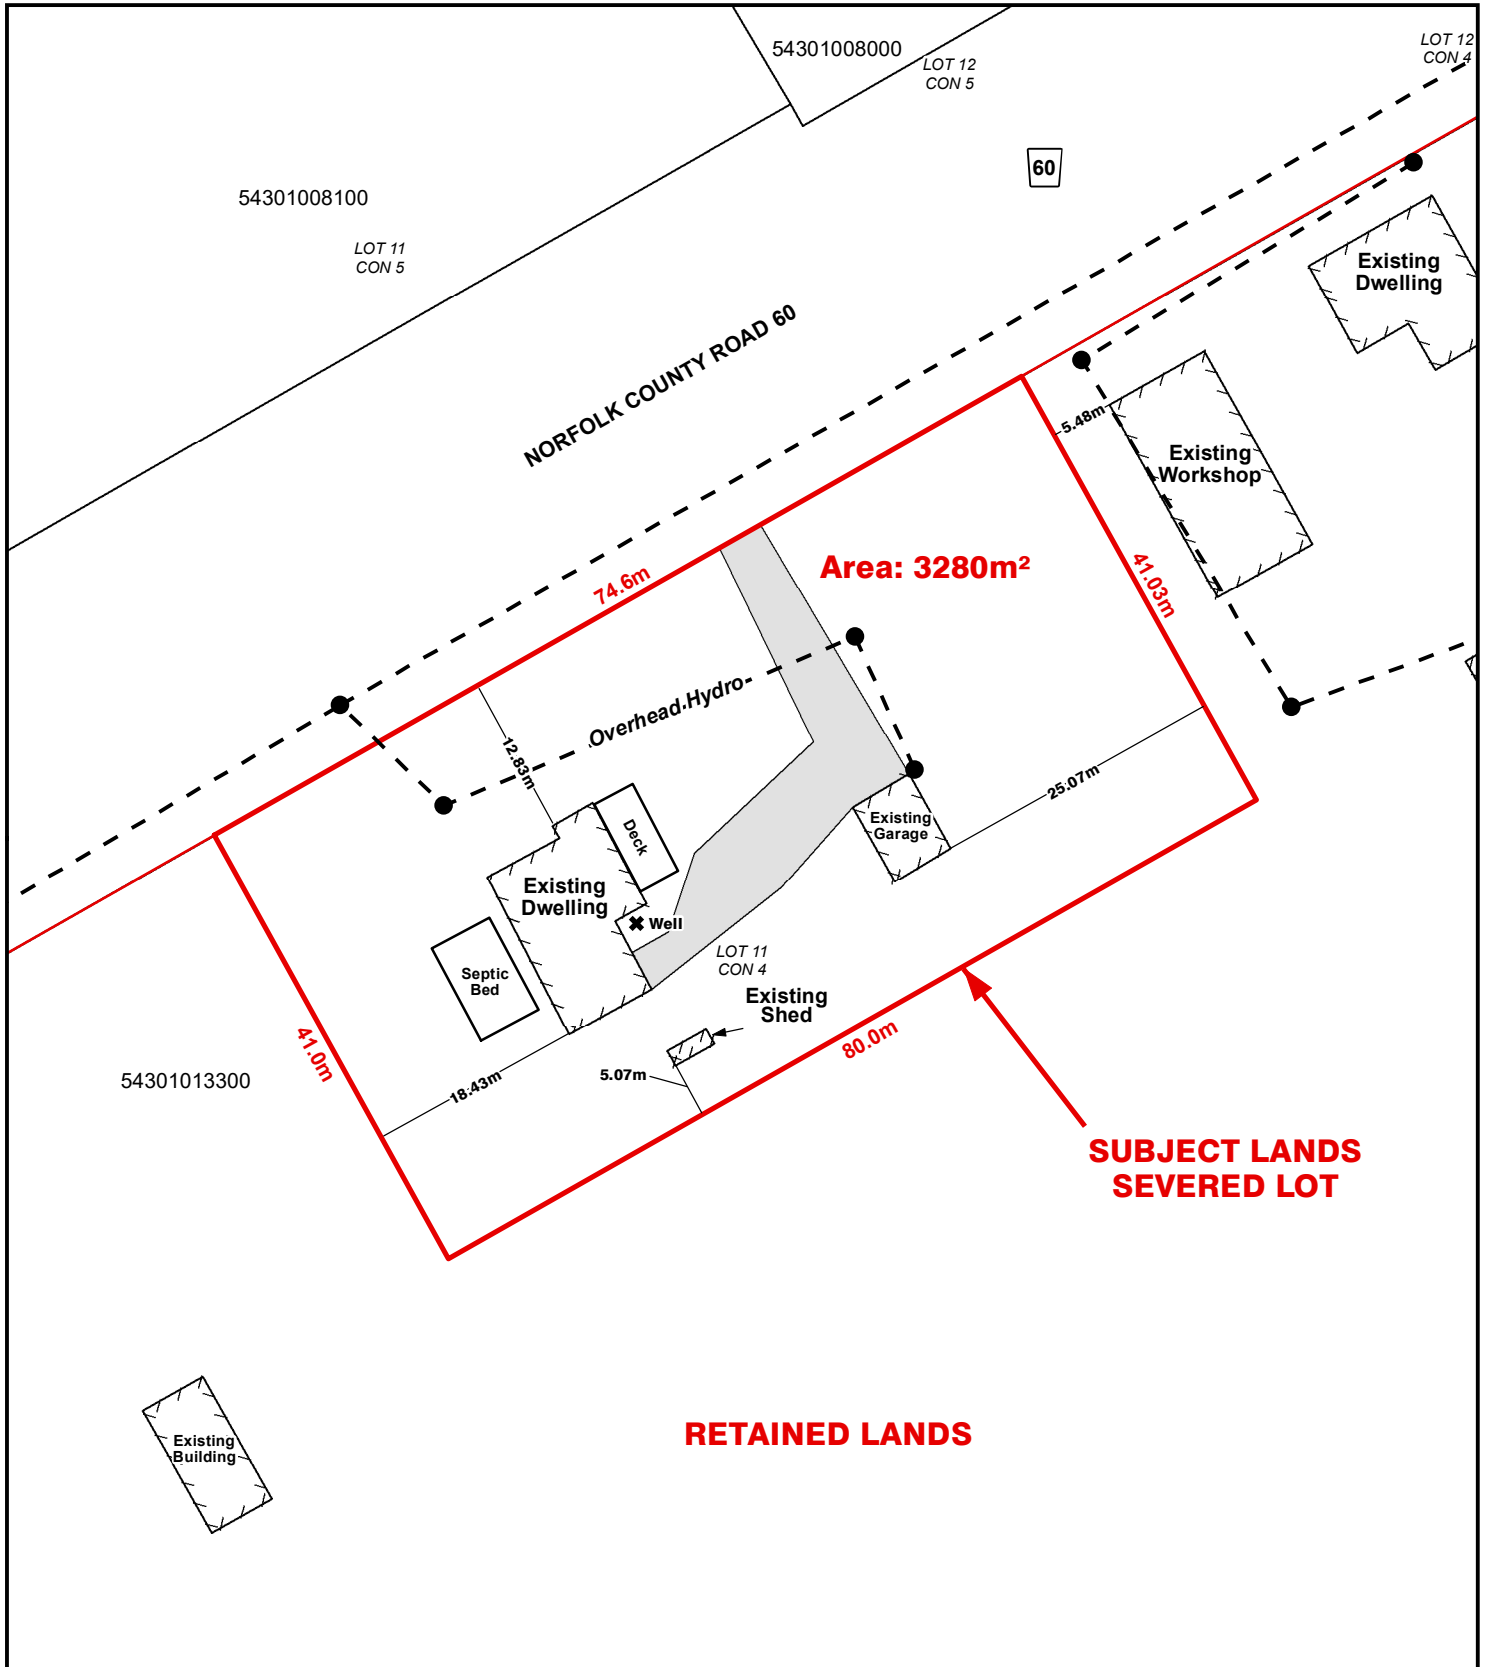 54301008000
LOT 12
CON 5
LOT 12
CON 4
60
54301008100
LOT 11
CON 5
NORFOLK COUNTY ROAD 60
Existing
Dwelling
5.48m
Existing
Workshop
Area: 3280m²
74.6m
41.03m
Overhead Hydro
12.83m
25.07m
Deck
Existing
Garage
Existing
Dwelling
Well
LOT 11
CON 4
Septic
Bed
Existing
Shed
41.0m
80.0m
5.07m
18.43m
54301013300
SUBJECT LANDS
SEVERED LOT
RETAINED LANDS
Existing
Building